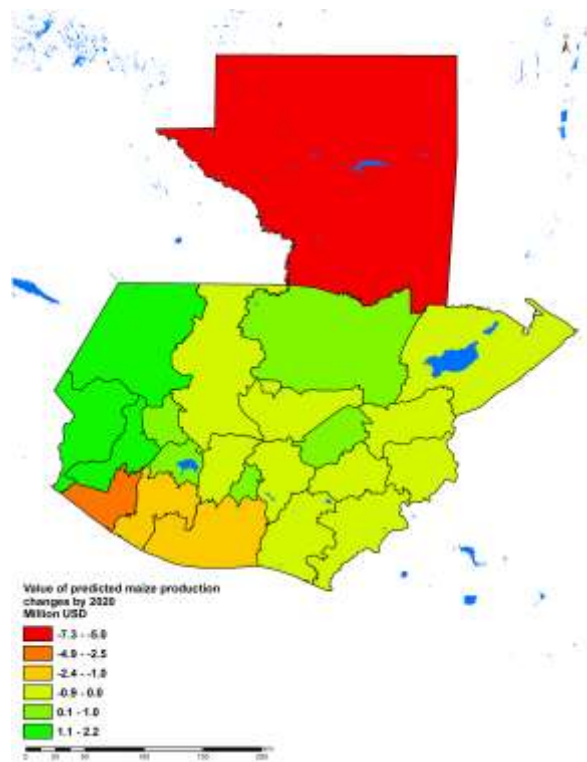 Value of predicted maize production
changes by 2020
Million USD
-7.3 - -5.0
-4.9 - -2.5
-2.4 - -1.0
-0.9 - 0.0
0.1 - 1.0
1.1 - 2.2